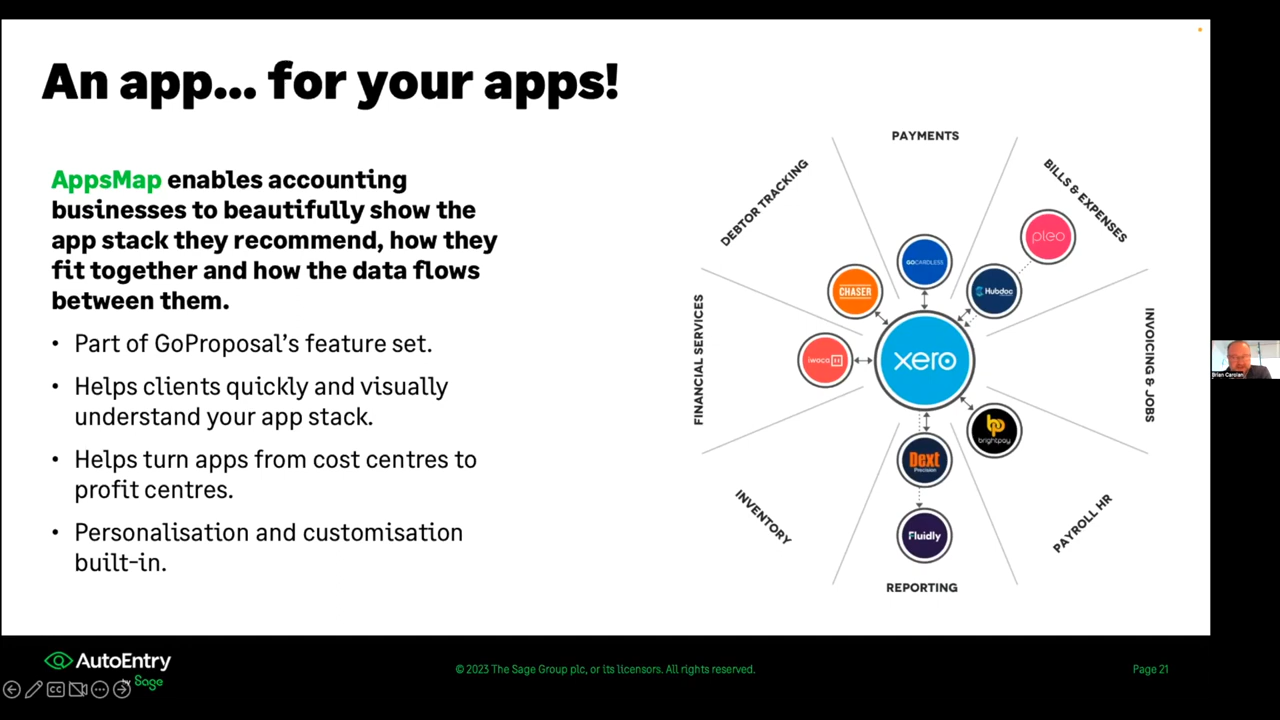 An app... for your apps!
AppsMap enables accounting
businesses to beautifully show the
app stack they recommend, how they
fit together and how the data flows
between them.
• Part of GoProposal’s feature set.
• Helps clients quickly and visually
understand your app stack.
• Helps turn apps from cost centres to
profit centres.
• Personalisation and customisation
built-in.
PAYMENTS
DEBTOR TRACKING
BILLS & EXPENSES
pleo
GOCARDLESS
CHASER
Hubdoc
FINANCIAL SERVICES
iwoca
xero
INVOICING & JOBS
bp
brightpay
Dext
Precision
INVENTORY
PAYROLL HR
Fluidly
REPORTING
Brian Carolan
AutoEntry
by Sage
CC
© 2023 The Sage Group plc, or its licensors. All rights reserved.
Page 21